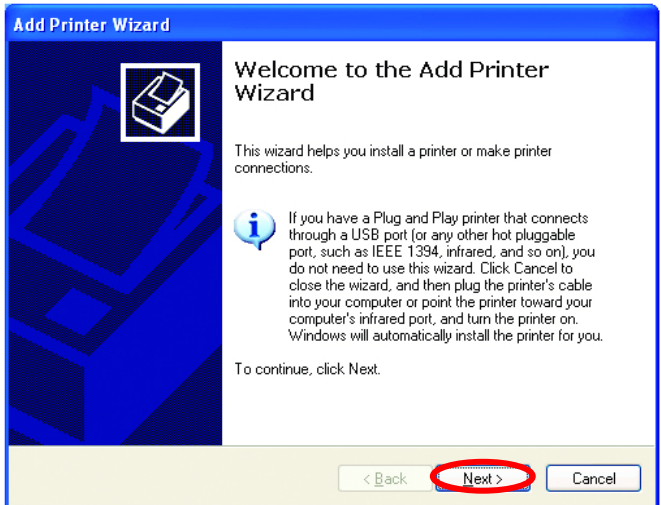 Add Printer Wizard
Welcome to the Add Printer
Wizard
This wizard helps you install a printer or make printer
connections.
If you have a Plug and Play printer that connects
through a USB port (or any other hot pluggable
port, such as IEEE 1394, infrared, and so on), you
do not need to use this wizard. Click Cancel to
close the wizard, and then plug the printer's cable
into your computer or point the printer toward your
computer's infrared port, and turn the printer on.
Windows will automatically install the printer for you.
To continue, click Next.
< Back Next > Cancel